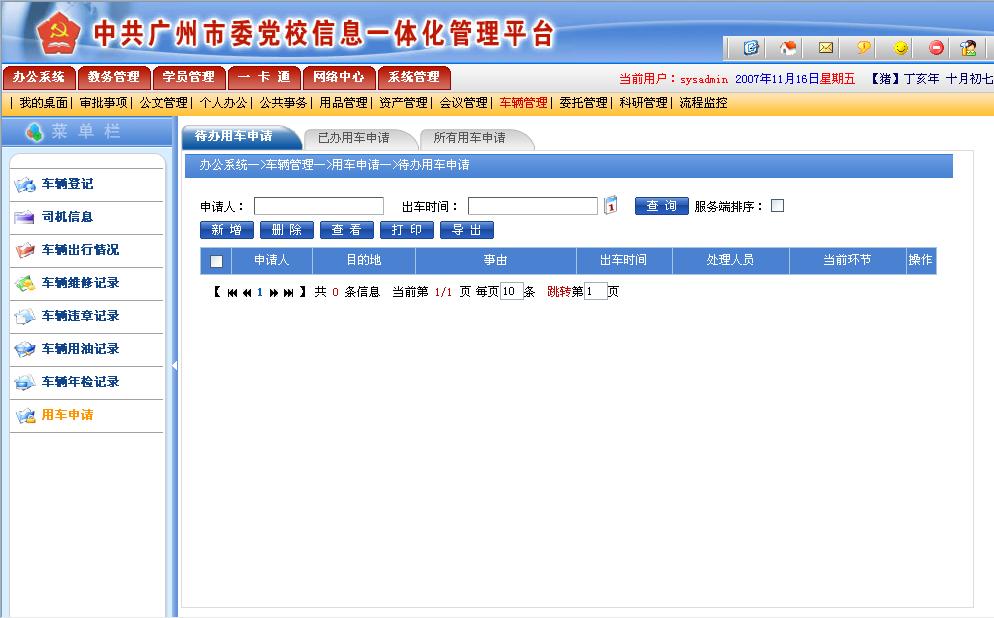 中共广州市委党校信息一体化管理平台
办公系统 教务管理 学员管理 一 卡 通 网络中心 系统管理 当前用户：sysadmin 2007年11月16日星期五 【猪】丁亥年 十月初七
| 我的桌面| 审批事项| 公文管理| 个人办公| 公共事务| 用品管理| 资产管理| 会议管理| 车辆管理| 委托管理| 科研管理| 流程监控
菜 单 栏
车辆登记
司机信息
车辆出行情况
车辆维修记录
车辆违章记录
车辆用油记录
车辆年检记录
用车申请
待办用车申请 已办用车申请 所有用车申请
办公系统—>车辆管理—>用车申请—>待办用车申请
申请人： 出车时间： 1 查 询 服务端排序：
新 增 删 除 查 看 打 印 导 出
申请人 目的地 事由 出车时间 处理人员 当前环节 操作
【 1 】 共 0 条信息 当前第 1/1 页 每页 10 条 跳转第 1 页